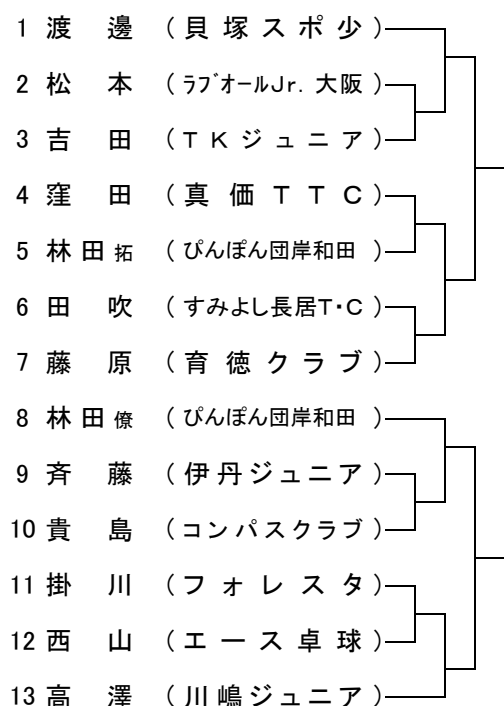 1 渡邊 (貝塚スポ少)
2 松本 (ﾗﾌﾞオールJr. 大阪)
3 吉田 (TKジュニア)
4 窪田 (真価TTC)
5 林田拓 (ぴんぽん団岸和田)
6 田吹 (すみよし長居T・C)
7 藤原 (育徳クラブ)
8 林田僚 (ぴんぽん団岸和田)
9 斉藤 (伊丹ジュニア)
10 貴島 (コンパスクラブ)
11 掛川 (フォレスタ)
12 西山 (エース卓球)
13 高澤 (川嶋ジュニア)